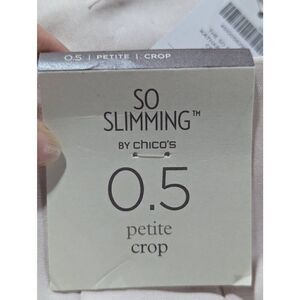 0.5 | PETITE | CROP
SO
SLIMMING™
BY chico's
0.5
petite
crop